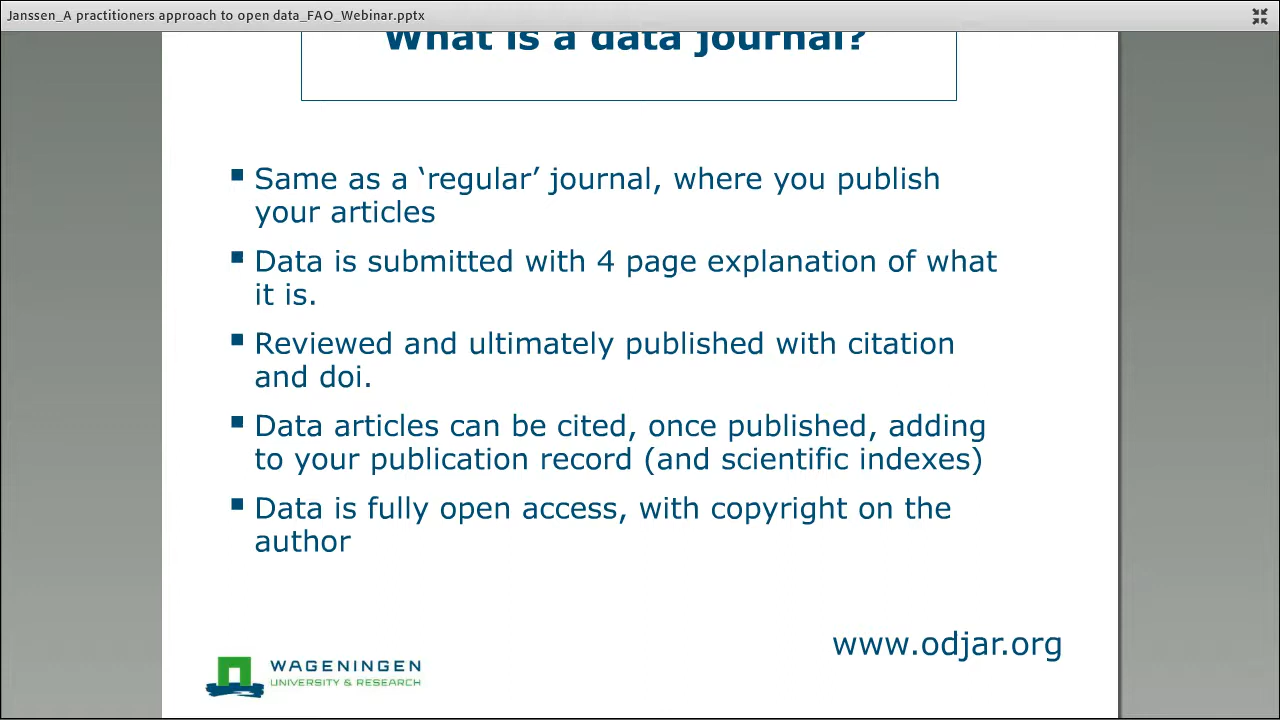 Janssen_A practitioners approach to open data_FAO_Webinar.pptx
What is a data journal?
Same as a ‘regular’ journal, where you publish
your articles
Data is submitted with 4 page explanation of what
it is.
Reviewed and ultimately published with citation
and doi.
Data articles can be cited, once published, adding
to your publication record (and scientific indexes)
Data is fully open access, with copyright on the
author
www.odjar.org
WAGENINGEN
UNIVERSITY & RESEARCH